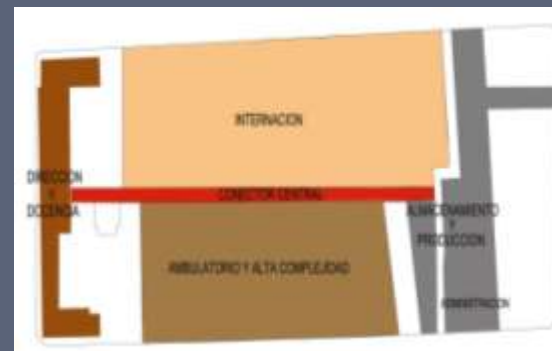 INTERNACION
DIRECCION
Y
DOCENCIA
CONECTOR CENTRAL
ALMACENAMIENTO
Y
PRODUCCION
AMBULATORIO Y ALTA COMPLEJIDAD
ADMINISTRACION